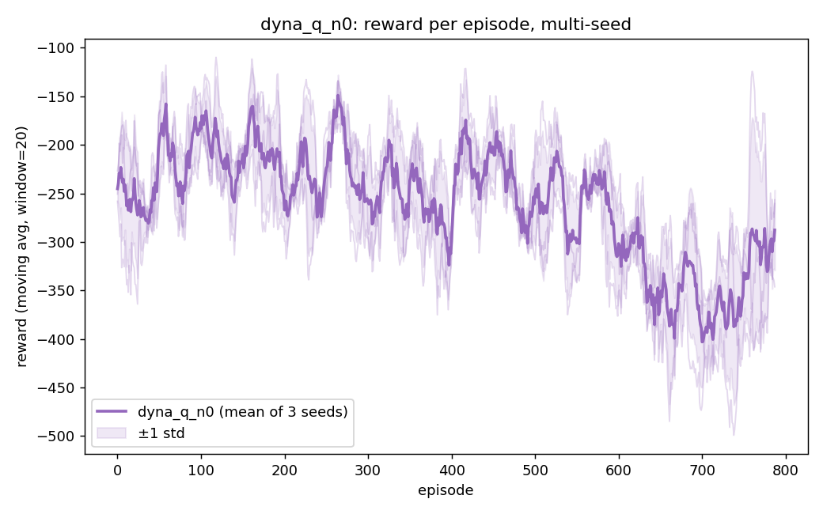 dyna_q_n0: reward per episode, multi-seed
reward (moving avg, window=20)
−100
−150
−200
−250
−300
−350
−400
−450
−500
dyna_q_n0 (mean of 3 seeds)
±1 std
0 100 200 300 400 500 600 700 800
episode